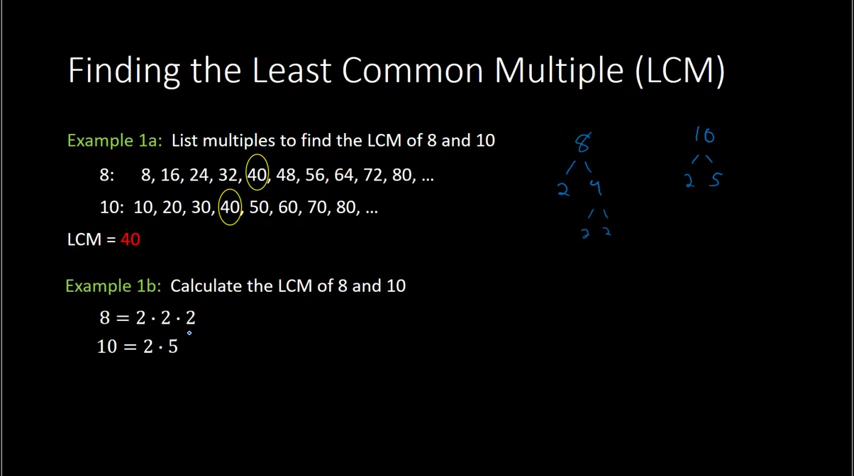 Finding the Least Common Multiple (LCM)
Example 1a: List multiples to find the LCM of 8 and 10
8: 8, 16, 24, 32, 40, 48, 56, 64, 72, 80, ...
10: 10, 20, 30, 40, 50, 60, 70, 80, ...
LCM = 40
Example 1b: Calculate the LCM of 8 and 10
8 = 2 · 2 · 2
10 = 2 · 5
8
2 4
2 2
10
2 5